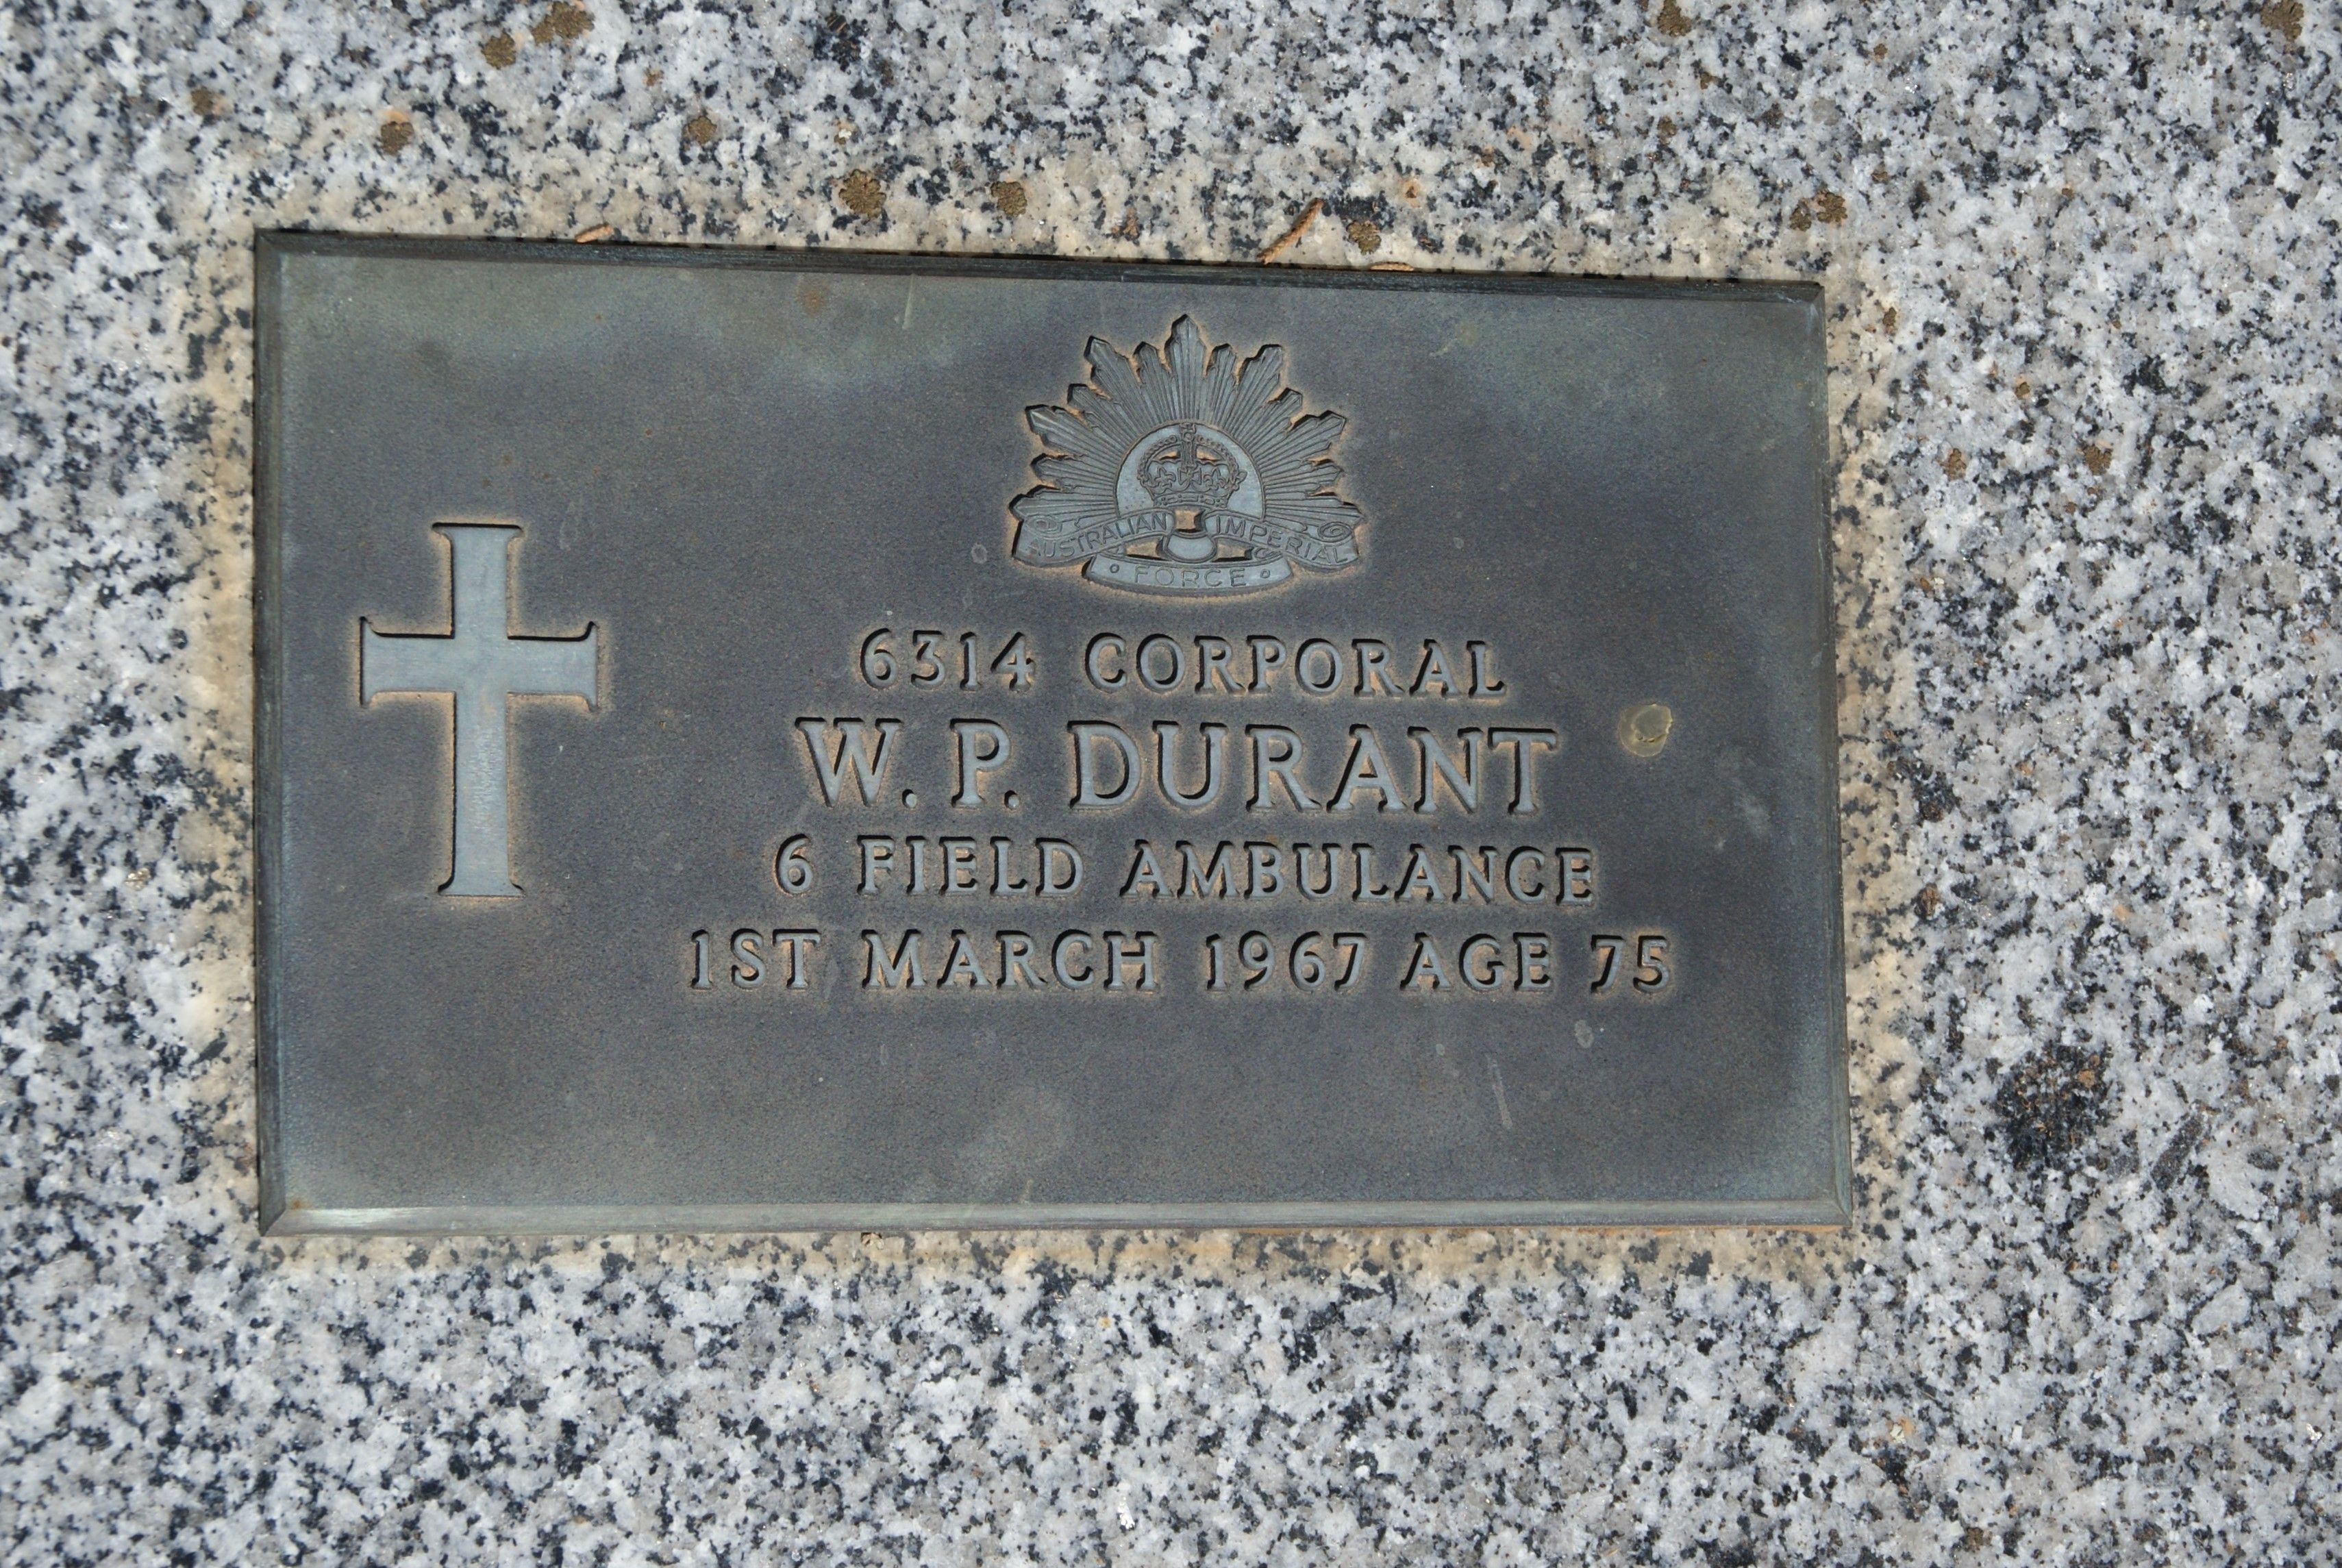 AUSTRALIAN IMPERIAL
FORCE
6314 CORPORAL
W. P. DURANT
6 FIELD AMBULANCE
1ST MARCH 1967 AGE 75